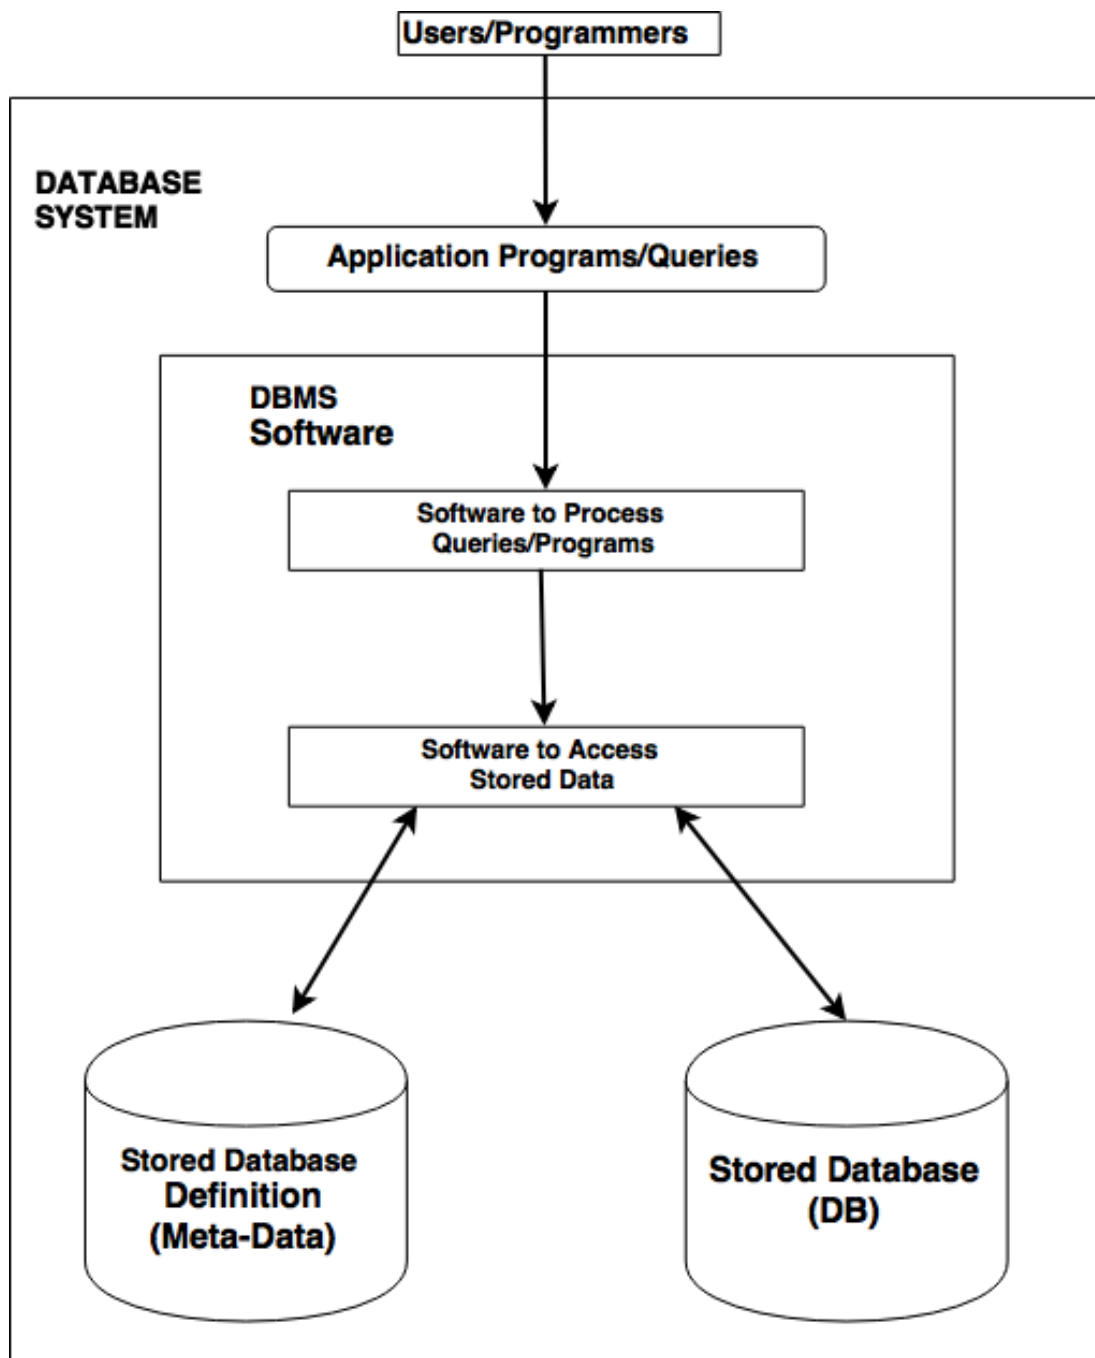 Users/Programmers
DATABASE
SYSTEM
Application Programs/Queries
DBMS
Software
Software to Process
Queries/Programs
Software to Access
Stored Data
Stored Database
Definition
(Meta-Data)
Stored Database
(DB)